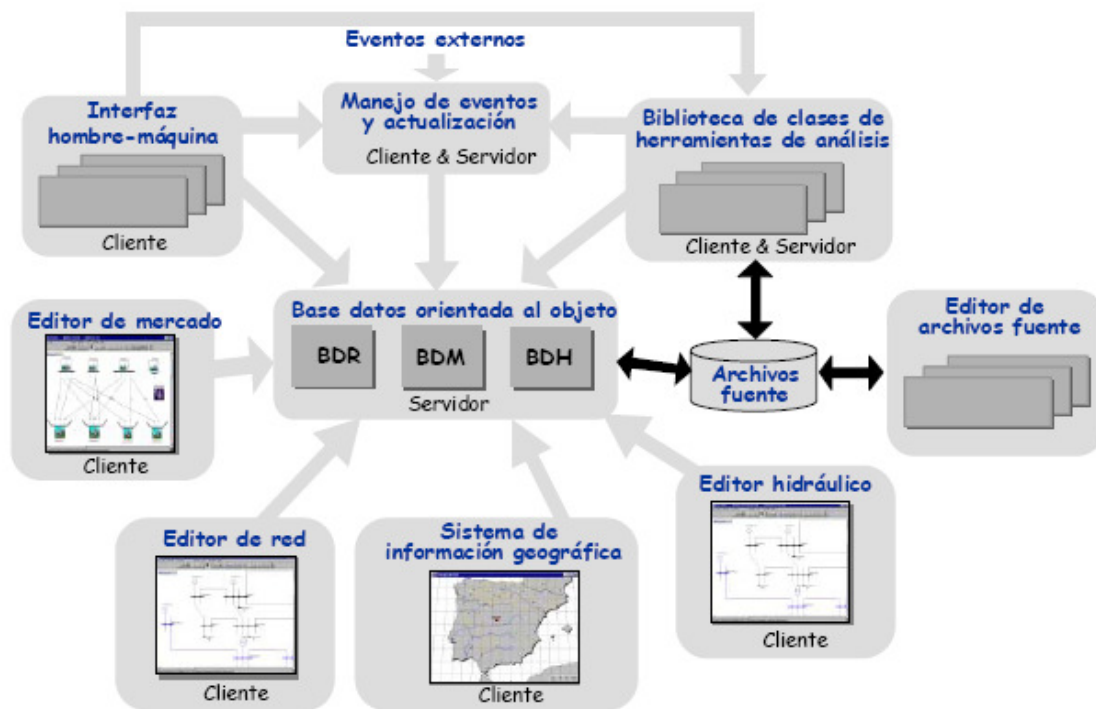 Eventos externos
Interfaz
hombre-máquina
Cliente
Manejo de eventos
y actualización
Cliente & Servidor
Biblioteca de clases de
herramientas de análisis
Cliente & Servidor
Editor de mercado
Cliente
Base datos orientada al objeto
BDR
BDM
BDH
Servidor
Archivos
fuente
Editor de
archivos fuente
Editor de red
Cliente
Sistema de
información geográfica
Cliente
Editor hidráulico
Cliente